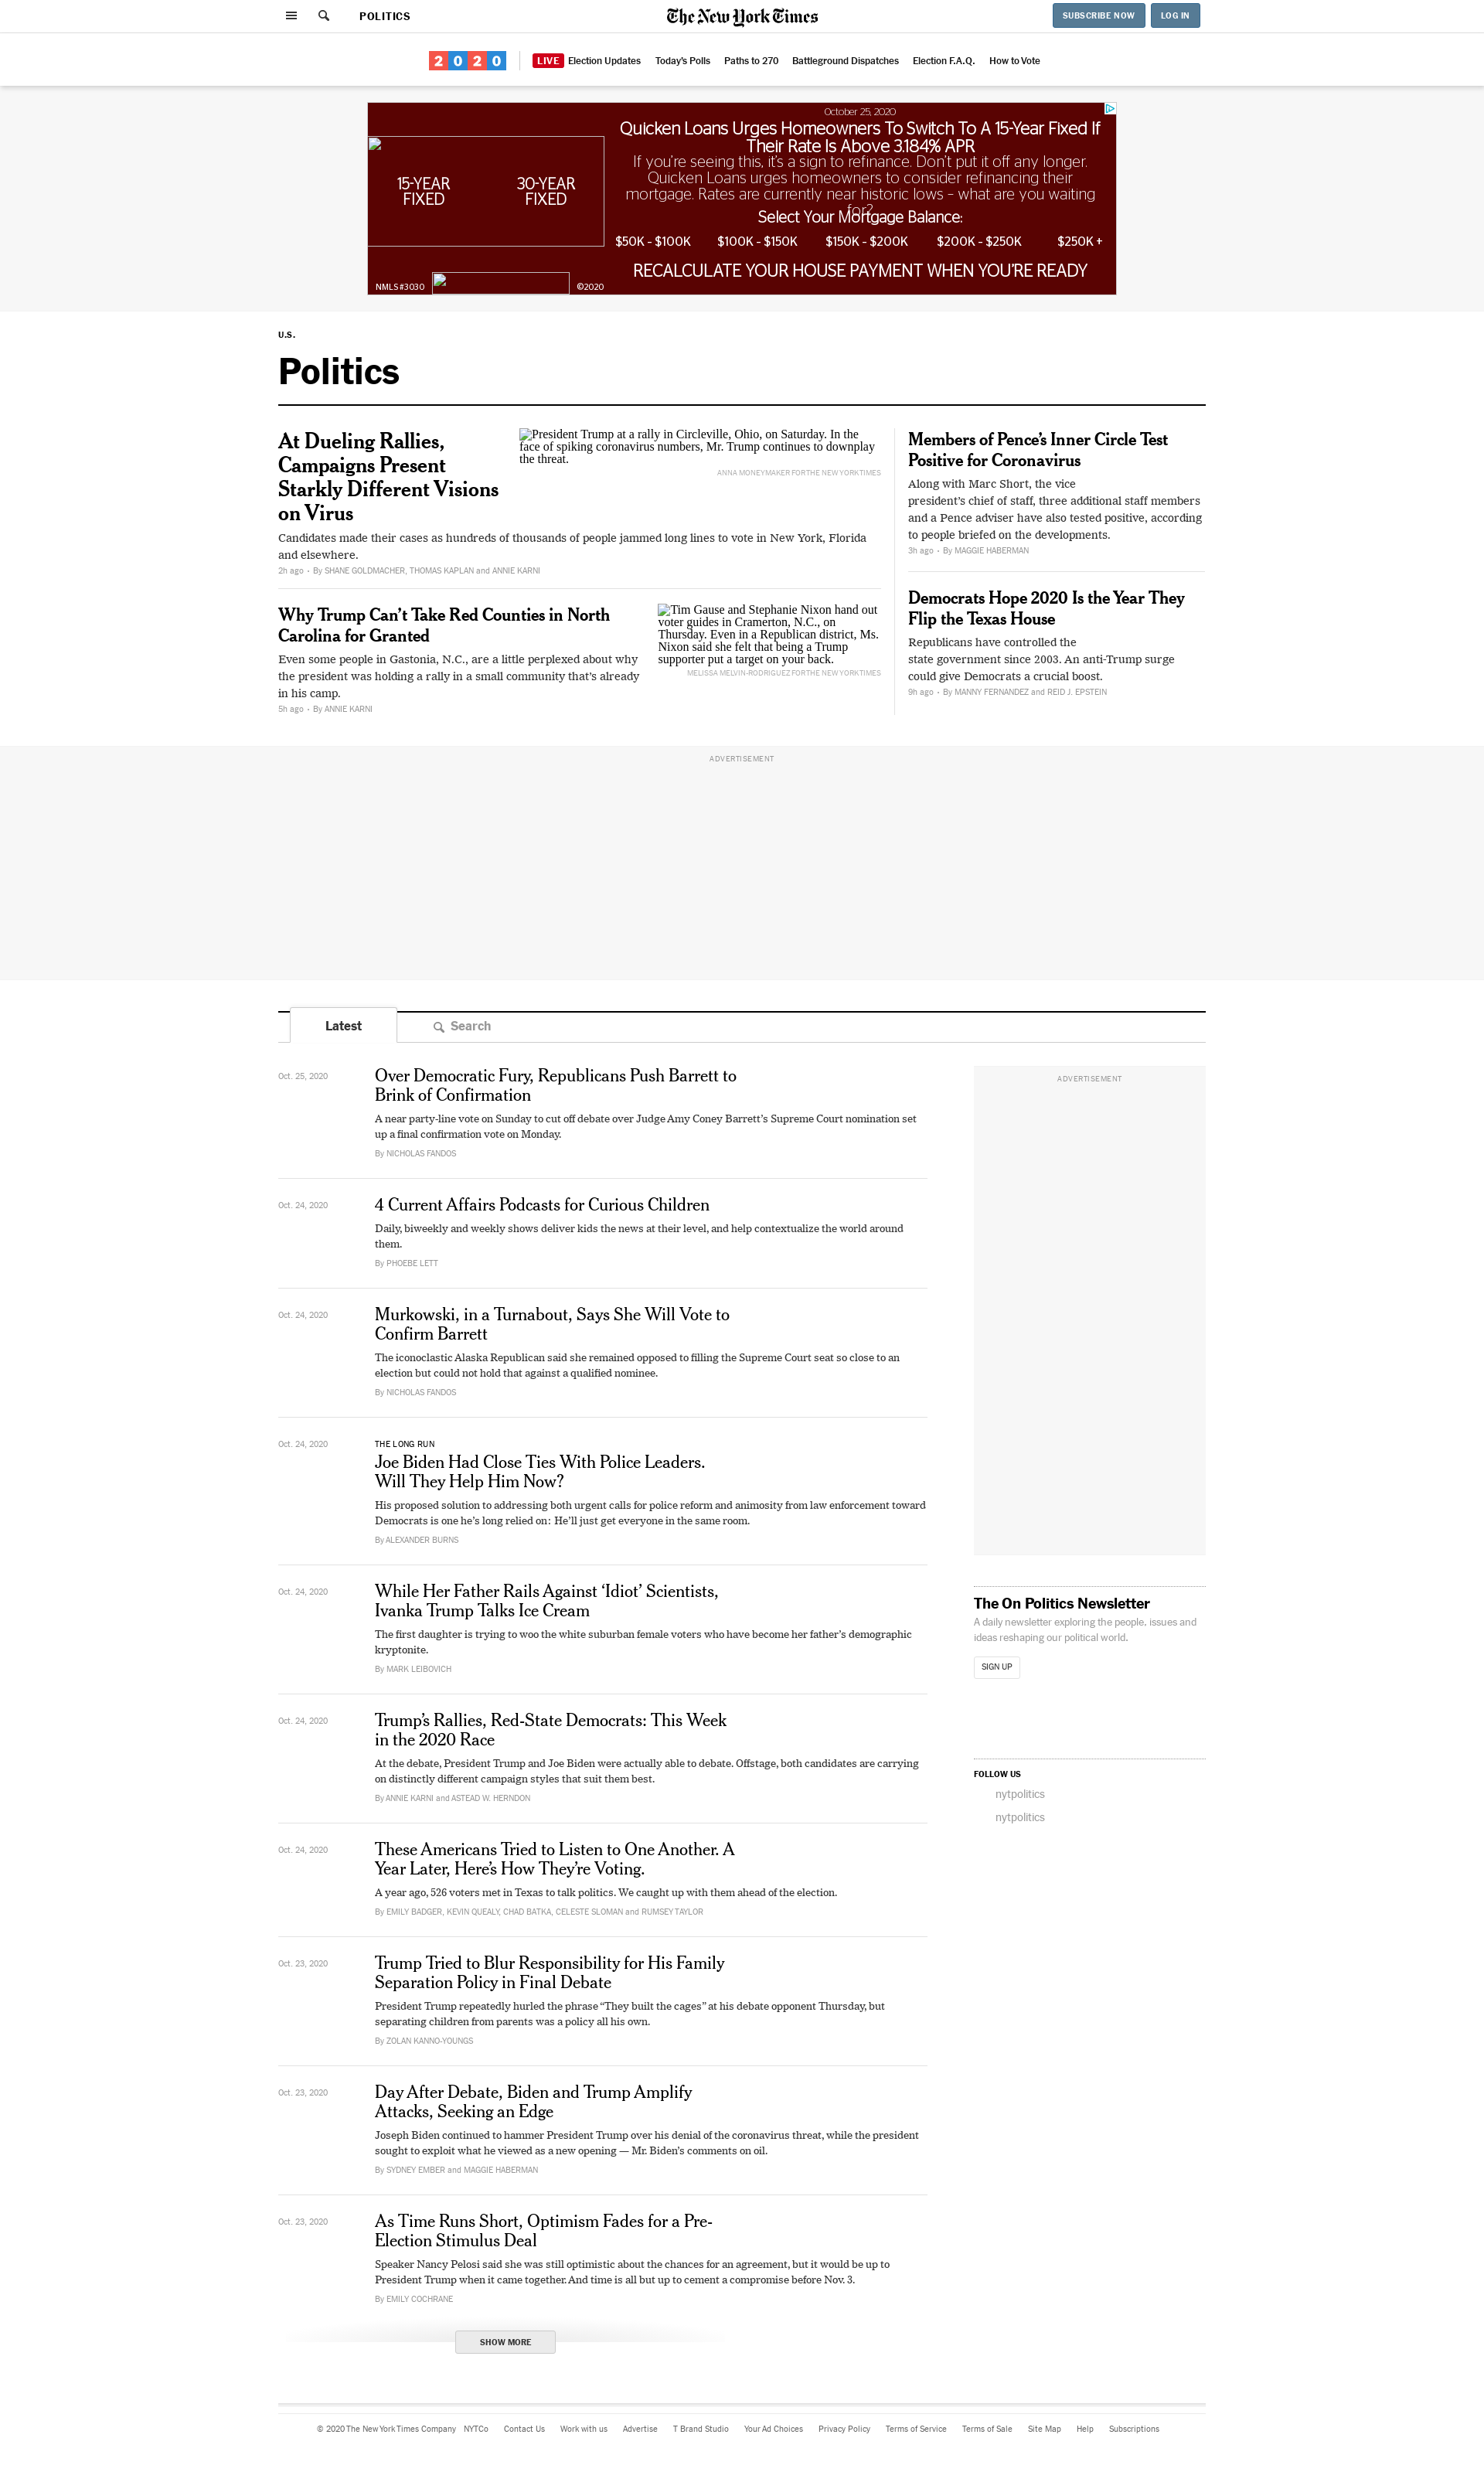 POLITICS
The New York Times
SUBSCRIBE NOW
LOG IN
2020
LIVE Election Updates Today's Polls Paths to 270 Battleground Dispatches Election F.A.Q. How to Vote
October 25, 2020
Quicken Loans Urges Homeowners To Switch To A 15-Year Fixed If
Their Rate Is Above 3.184% APR
If you're seeing this, it's a sign to refinance. Don't put it off any longer.
Quicken Loans urges homeowners to consider refinancing their
mortgage. Rates are currently near historic lows – what are you waiting
for?
15-YEAR
FIXED
30-YEAR
FIXED
Select Your Mortgage Balance:
$50K - $100K $100K - $150K $150K - $200K $200K - $250K $250K +
RECALCULATE YOUR HOUSE PAYMENT WHEN YOU'RE READY
NMLS#3030
©2020
U.S.
Politics
At Dueling Rallies,
Campaigns Present
Starkly Different Visions
on Virus
President Trump at a rally in Circleville, Ohio, on Saturday. In the
face of spiking coronavirus numbers, Mr. Trump continues to downplay
the threat.
ANNA MONEYMAKER FOR THE NEW YORK TIMES
Candidates made their cases as hundreds of thousands of people jammed long lines to vote in New York, Florida
and elsewhere.
2h ago • By SHANE GOLDMACHER, THOMAS KAPLAN and ANNIE KARNI
Why Trump Can’t Take Red Counties in North
Carolina for Granted
Even some people in Gastonia, N.C., are a little perplexed about why
the president was holding a rally in a small community that’s already
in his camp.
5h ago • By ANNIE KARNI
Tim Gause and Stephanie Nixon hand out
voter guides in Cramerton, N.C., on
Thursday. Even in a Republican district, Ms.
Nixon said she felt that being a Trump
supporter put a target on your back.
MELISSA MELVIN-RODRIGUEZ FOR THE NEW YORK TIMES
Members of Pence’s Inner Circle Test
Positive for Coronavirus
Along with Marc Short, the vice
president’s chief of staff, three additional staff members
and a Pence adviser have also tested positive, according
to people briefed on the developments.
3h ago • By MAGGIE HABERMAN
Democrats Hope 2020 Is the Year They
Flip the Texas House
Republicans have controlled the
state government since 2003. An anti-Trump surge
could give Democrats a crucial boost.
9h ago • By MANNY FERNANDEZ and REID J. EPSTEIN
ADVERTISEMENT
Latest
Search
Oct. 25, 2020
Over Democratic Fury, Republicans Push Barrett to
Brink of Confirmation
A near party-line vote on Sunday to cut off debate over Judge Amy Coney Barrett’s Supreme Court nomination set
up a final confirmation vote on Monday.
By NICHOLAS FANDOS
Oct. 24, 2020
4 Current Affairs Podcasts for Curious Children
Daily, biweekly and weekly shows deliver kids the news at their level, and help contextualize the world around
them.
By PHOEBE LETT
Oct. 24, 2020
Murkowski, in a Turnabout, Says She Will Vote to
Confirm Barrett
The iconoclastic Alaska Republican said she remained opposed to filling the Supreme Court seat so close to an
election but could not hold that against a qualified nominee.
By NICHOLAS FANDOS
Oct. 24, 2020
THE LONG RUN
Joe Biden Had Close Ties With Police Leaders.
Will They Help Him Now?
His proposed solution to addressing both urgent calls for police reform and animosity from law enforcement toward
Democrats is one he’s long relied on: He’ll just get everyone in the same room.
By ALEXANDER BURNS
Oct. 24, 2020
While Her Father Rails Against ‘Idiot’ Scientists,
Ivanka Trump Talks Ice Cream
The first daughter is trying to woo the white suburban female voters who have become her father’s demographic
kryptonite.
By MARK LEIBOVICH
Oct. 24, 2020
Trump’s Rallies, Red-State Democrats: This Week
in the 2020 Race
At the debate, President Trump and Joe Biden were actually able to debate. Offstage, both candidates are carrying
on distinctly different campaign styles that suit them best.
By ANNIE KARNI and ASTEAD W. HERNDON
Oct. 24, 2020
These Americans Tried to Listen to One Another. A
Year Later, Here’s How They’re Voting.
A year ago, 526 voters met in Texas to talk politics. We caught up with them ahead of the election.
By EMILY BADGER, KEVIN QUEALY, CHAD BATKA, CELESTE SLOMAN and RUMSEY TAYLOR
Oct. 23, 2020
Trump Tried to Blur Responsibility for His Family
Separation Policy in Final Debate
President Trump repeatedly hurled the phrase “They built the cages” at his debate opponent Thursday, but
separating children from parents was a policy all his own.
By ZOLAN KANNO-YOUNGS
Oct. 23, 2020
Day After Debate, Biden and Trump Amplify
Attacks, Seeking an Edge
Joseph Biden continued to hammer President Trump over his denial of the coronavirus threat, while the president
sought to exploit what he viewed as a new opening — Mr. Biden’s comments on oil.
By SYDNEY EMBER and MAGGIE HABERMAN
Oct. 23, 2020
As Time Runs Short, Optimism Fades for a Pre-
Election Stimulus Deal
Speaker Nancy Pelosi said she was still optimistic about the chances for an agreement, but it would be up to
President Trump when it came together. And time is all but up to cement a compromise before Nov. 3.
By EMILY COCHRANE
SHOW MORE
ADVERTISEMENT
The On Politics Newsletter
A daily newsletter exploring the people, issues and
ideas reshaping our political world.
SIGN UP
FOLLOW US
nytpolitics
nytpolitics
© 2020 The New York Times Company NYTCo Contact Us Work with us Advertise T Brand Studio Your Ad Choices Privacy Policy Terms of Service Terms of Sale Site Map Help Subscriptions